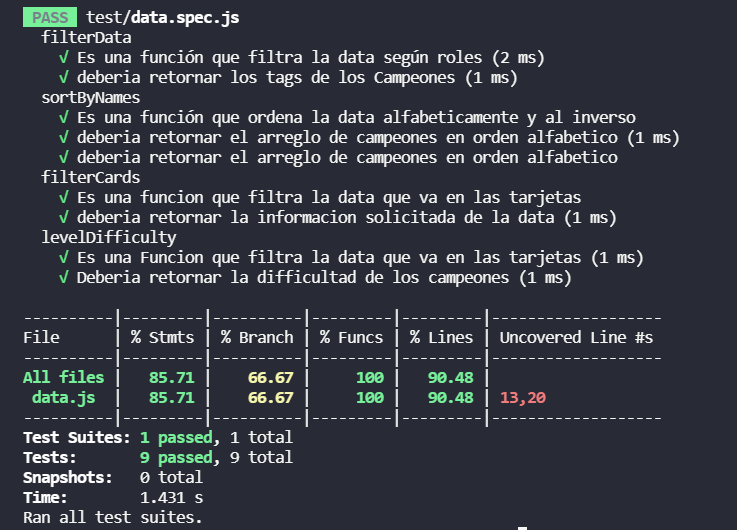 PASS test/data.spec.js
filterData
√ Es una función que filtra la data según roles (2 ms)
√ deberia retornar los tags de los Campeones (1 ms)
sortByNames
√ Es una función que ordena la data alfabeticamente y al inverso
√ deberia retornar el arreglo de campeones en orden alfabetico (1 ms)
√ deberia retornar el arreglo de campeones en orden alfabetico
filterCards
√ Es una funcion que filtra la data que va en las tarjetas
√ deberia retornar la informacion solicitada de la data (1 ms)
levelDifficulty
√ Es una Funcion que filtra la data que va en las tarjetas (1 ms)
√ Deberia retornar la difficultad de los campeones (1 ms)
----------|---------|----------|---------|---------|-------------------
File      | % Stmts | % Branch | % Funcs | % Lines | Uncovered Line #s
----------|---------|----------|---------|---------|-------------------
All files |   85.71 |    66.67 |     100 |   90.48 |
 data.js  |   85.71 |    66.67 |     100 |   90.48 | 13,20
----------|---------|----------|---------|---------|-------------------
Test Suites: 1 passed, 1 total
Tests:       9 passed, 9 total
Snapshots:   0 total
Time:        1.431 s
Ran all test suites.